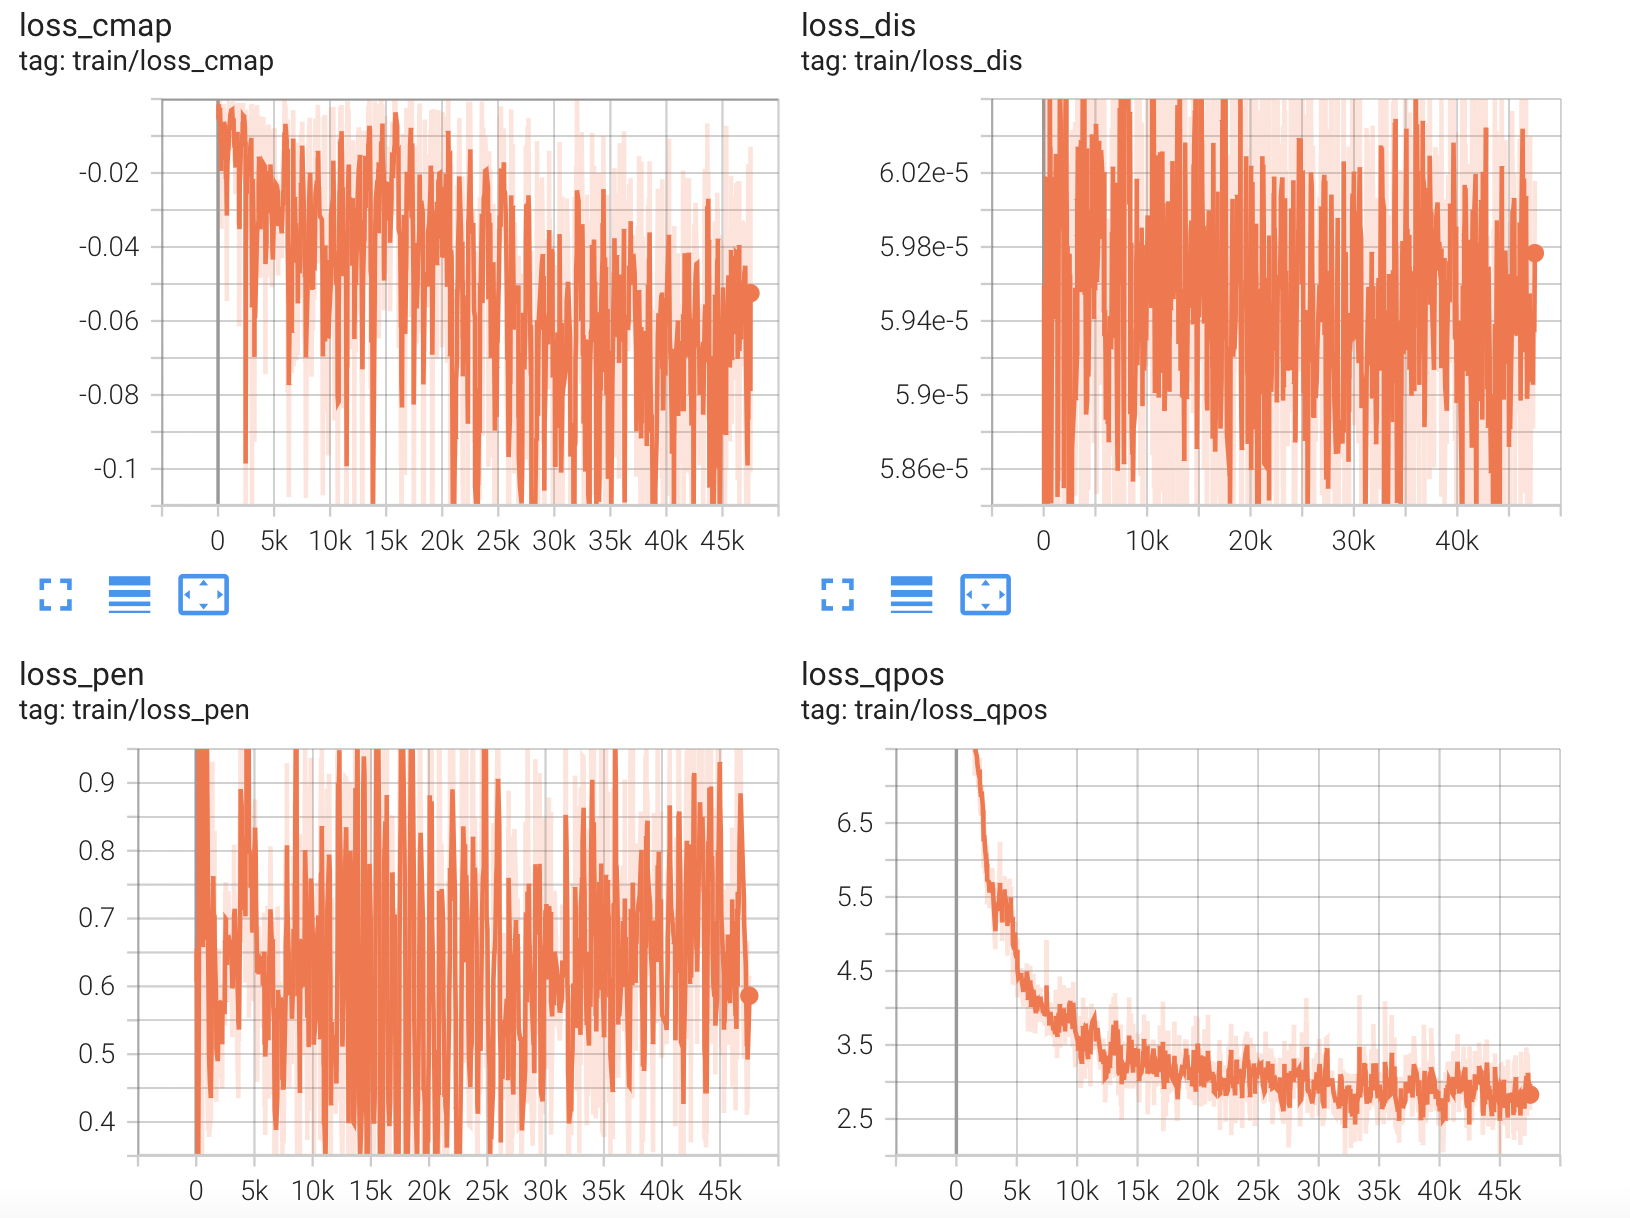 loss_cmap
tag: train/loss_cmap
-0.02
-0.04
-0.06
-0.08
-0.1
0 5k 10k 15k 20k 25k 30k 35k 40k 45k
loss_dis
tag: train/loss_dis
6.02e-5
5.98e-5
5.94e-5
5.9e-5
5.86e-5
0 10k 20k 30k 40k
loss_pen
tag: train/loss_pen
0.9
0.8
0.7
0.6
0.5
0.4
0 5k 10k 15k 20k 25k 30k 35k 40k 45k
loss_qpos
tag: train/loss_qpos
6.5
5.5
4.5
3.5
2.5
0 5k 10k 15k 20k 25k 30k 35k 40k 45k